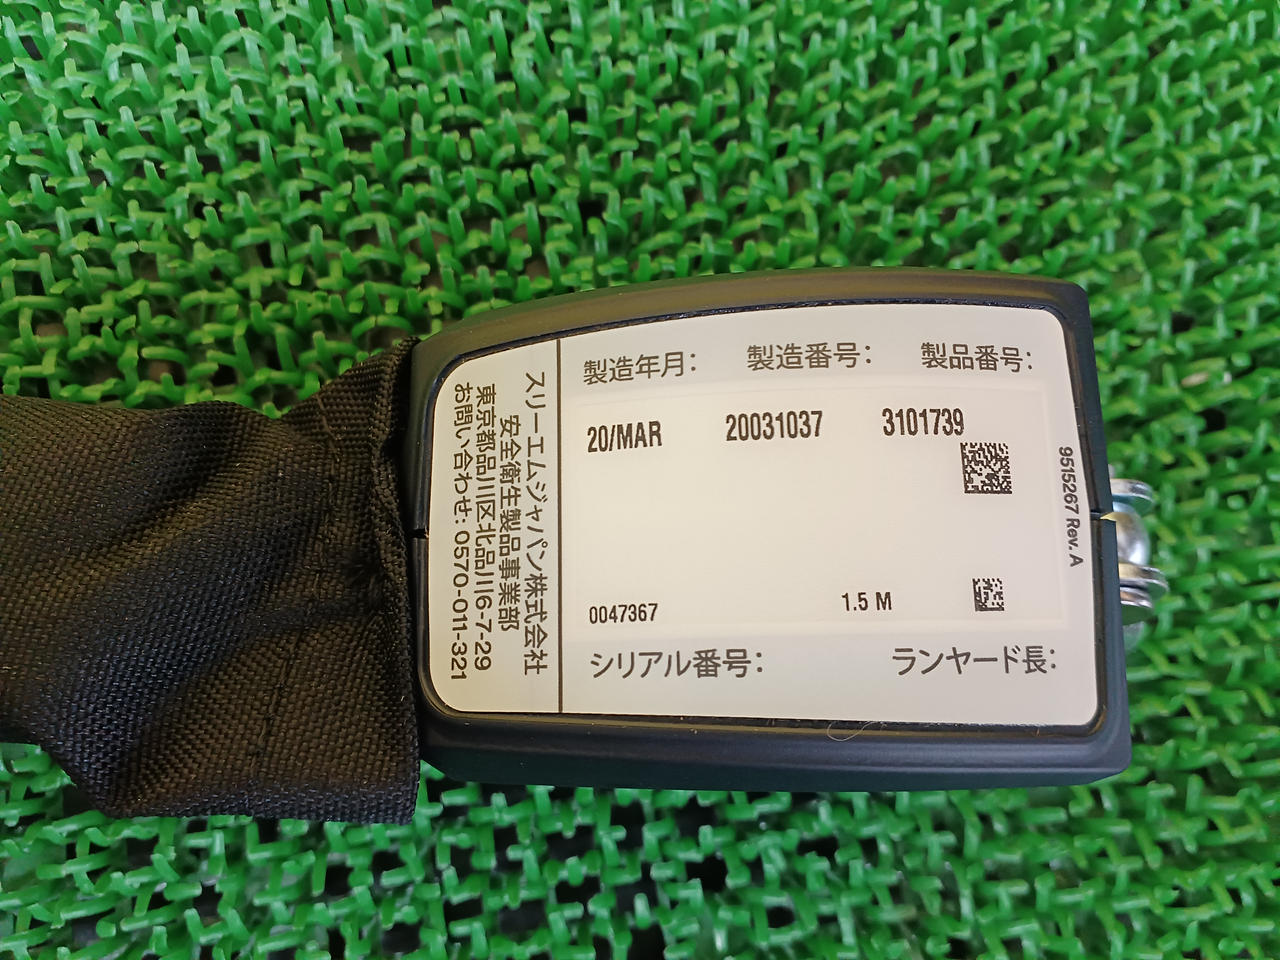 製造年月: 製造番号: 製品番号:
20/MAR 20031037 3101739
0047367 1.5 M
シリアル番号: ランヤード長:
スリーエムジャパン株式会社
安全衛生製品事業部
東京都品川区北品川6-7-29
お問い合わせ: 0570-011-321
9515267 Rev. A